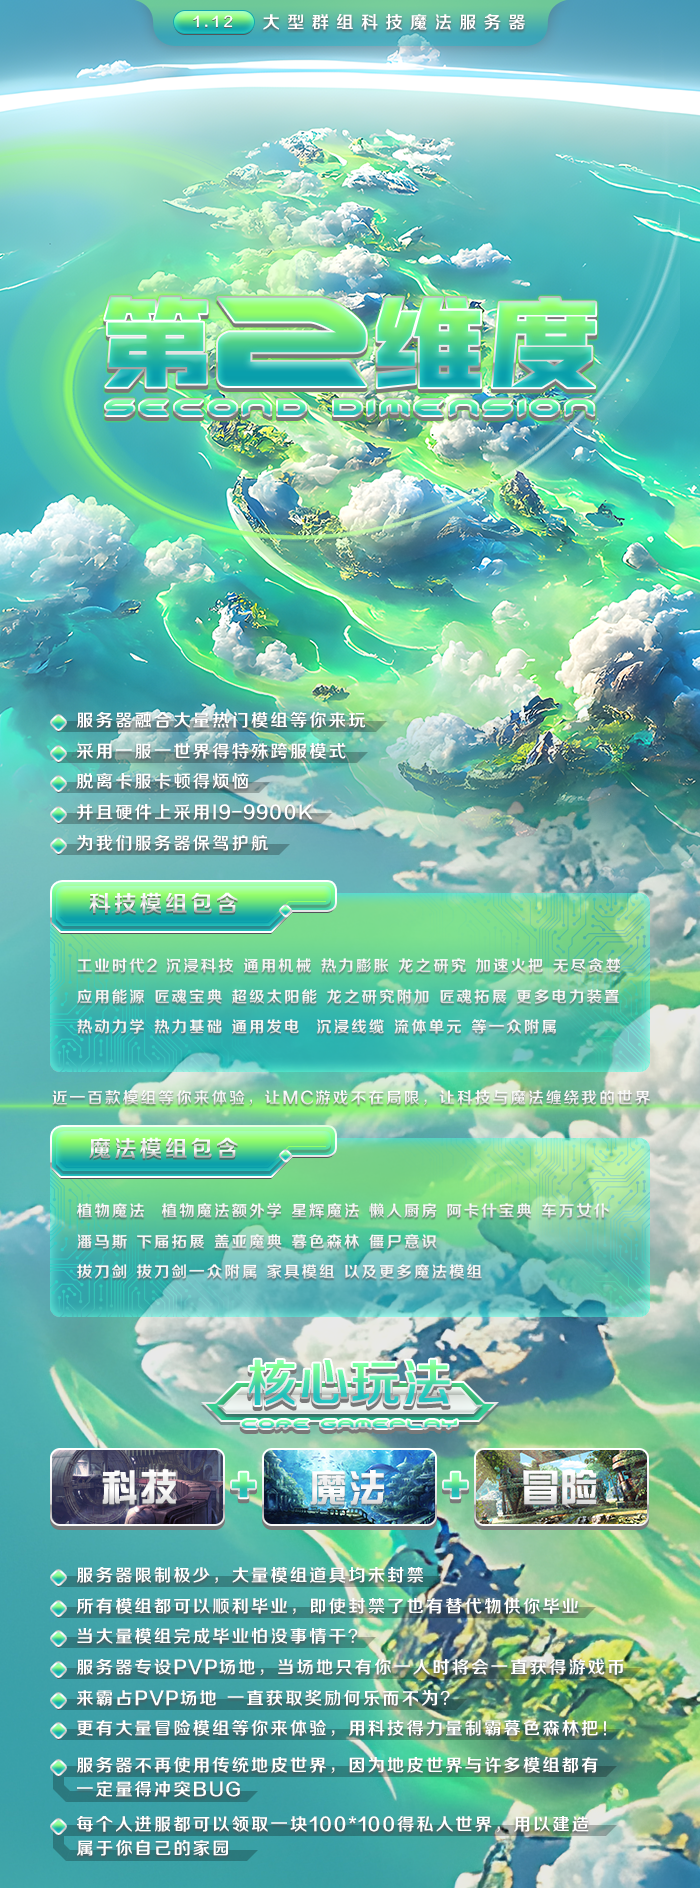 1.12 大型群组科技魔法服务器
第2维度
SECOND DIMENSION
服务器融合大量热门模组等你来玩
采用一服一世界得特殊跨服模式
脱离卡服卡顿得烦恼
并且硬件上采用I9-9900K
为我们服务器保驾护航
科技模组包含
工业时代2 沉浸科技 通用机械 热力膨胀 龙之研究 加速火把 无尽贪婪
应用能源 匠魂宝典 超级太阳能 龙之研究附加 匠魂拓展 更多电力装置
热动力学 热力基础 通用发电 沉浸线缆 流体单元 等一众附属
近一百款模组等你来体验，让MC游戏不在局限，让科技与魔法缠绕我的世界
魔法模组包含
植物魔法 植物魔法额外学 星辉魔法 懒人厨房 阿卡什宝典 车万女仆
潘马斯 下届拓展 盖亚魔典 暮色森林 僵尸意识
拔刀剑 拔刀剑一众附属 家具模组 以及更多魔法模组
核心玩法
CORE GAMEPLAY
科技 + 魔法 + 冒险
服务器限制极少，大量模组道具均未封禁
所有模组都可以顺利毕业，即使封禁了也有替代物供你毕业
当大量模组完成毕业怕没事情干?
服务器专设PVP场地，当场地只有你一人时将会一直获得游戏币
来霸占PVP场地 一直获取奖励何乐而不为?
更有大量冒险模组等你来体验，用科技得力量制霸暮色森林把！
服务器不再使用传统地皮世界，因为地皮世界与许多模组都有
一定量得冲突BUG
每个人进服都可以领取一块100*100得私人世界，用以建造
属于你自己的家园